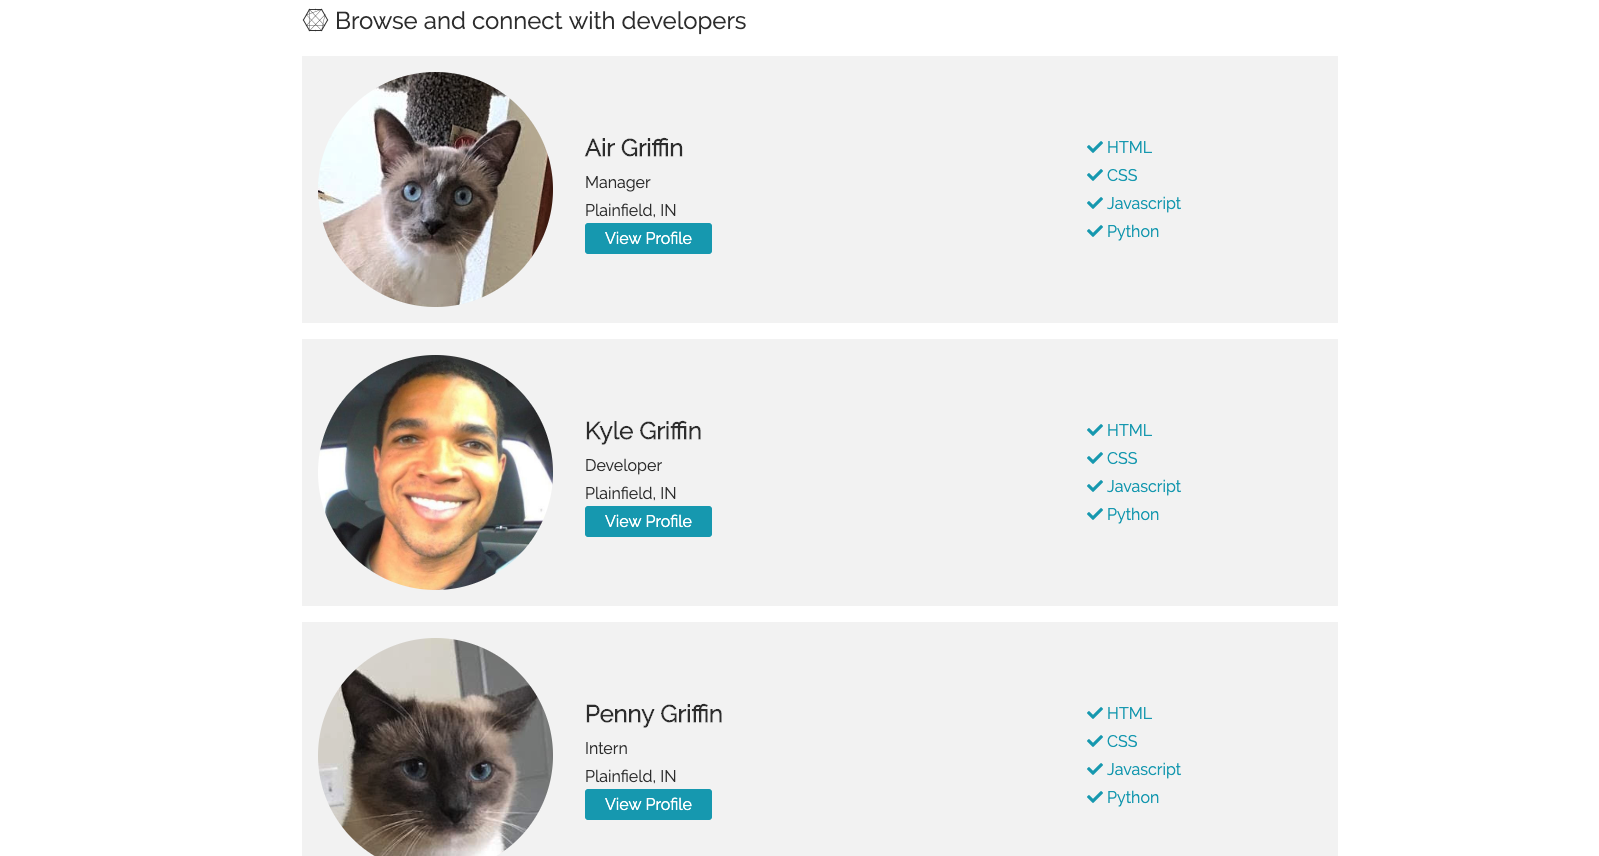 Browse and connect with developers
Air Griffin
Manager
Plainfield, IN
View Profile
HTML
CSS
Javascript
Python
Kyle Griffin
Developer
Plainfield, IN
View Profile
HTML
CSS
Javascript
Python
Penny Griffin
Intern
Plainfield, IN
View Profile
HTML
CSS
Javascript
Python